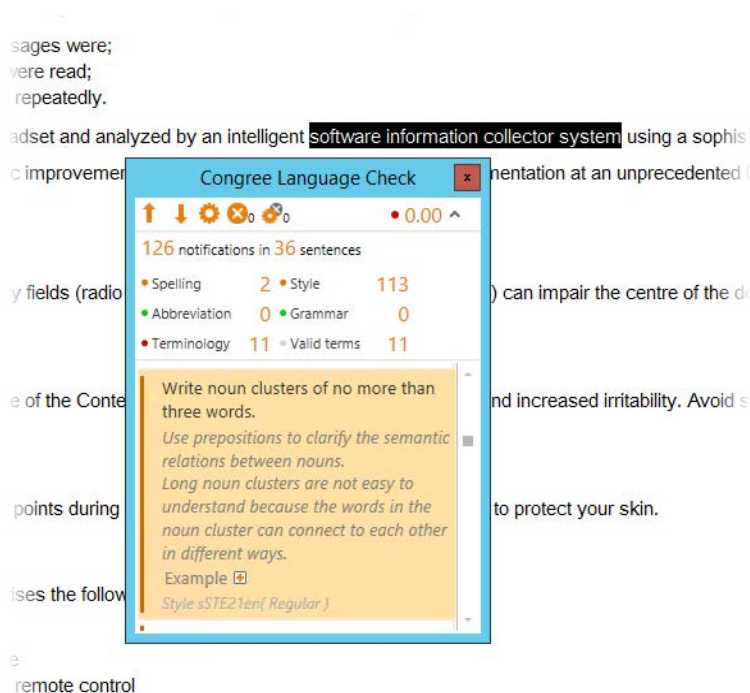 sages were;
were read;
repeatedly.
adset and analyzed by an intelligent software information collector system using a sophis
c improvemer
nentation at an unprecedented
Congree Language Check
x
0 0 0.00
126 notifications in 36 sentences
Spelling 2 Style 113
Abbreviation 0 Grammar 0
Terminology 11 Valid terms 11
y fields (radio
) can impair the centre of the d
Write noun clusters of no more than
three words.
Use prepositions to clarify the semantic
relations between nouns.
Long noun clusters are not easy to
understand because the words in the
noun cluster can connect to each other
in different ways.
Example
Style sSTE21en( Regular )
e of the Conte
nd increased irritability. Avoid s
points during
to protect your skin.
ises the follow
e
remote control